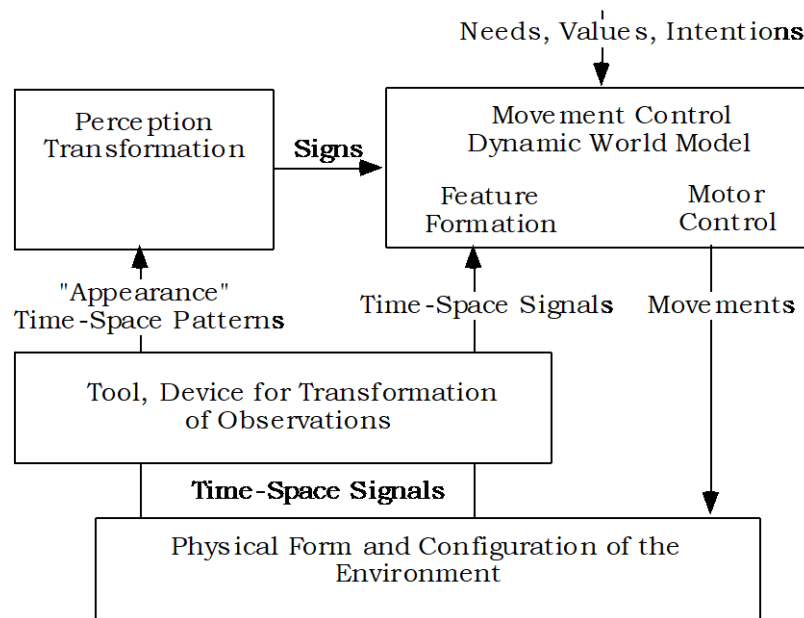 Needs, Values, Intentions
Perception
Transformation
Signs
Movement Control
Dynamic World Model
Feature
Formation
Motor
Control
"Appearance"
Time-Space Patterns
Time-Space Signals
Movements
Tool, Device for Transformation
of Observations
Time-Space Signals
Physical Form and Configuration of the
Environment